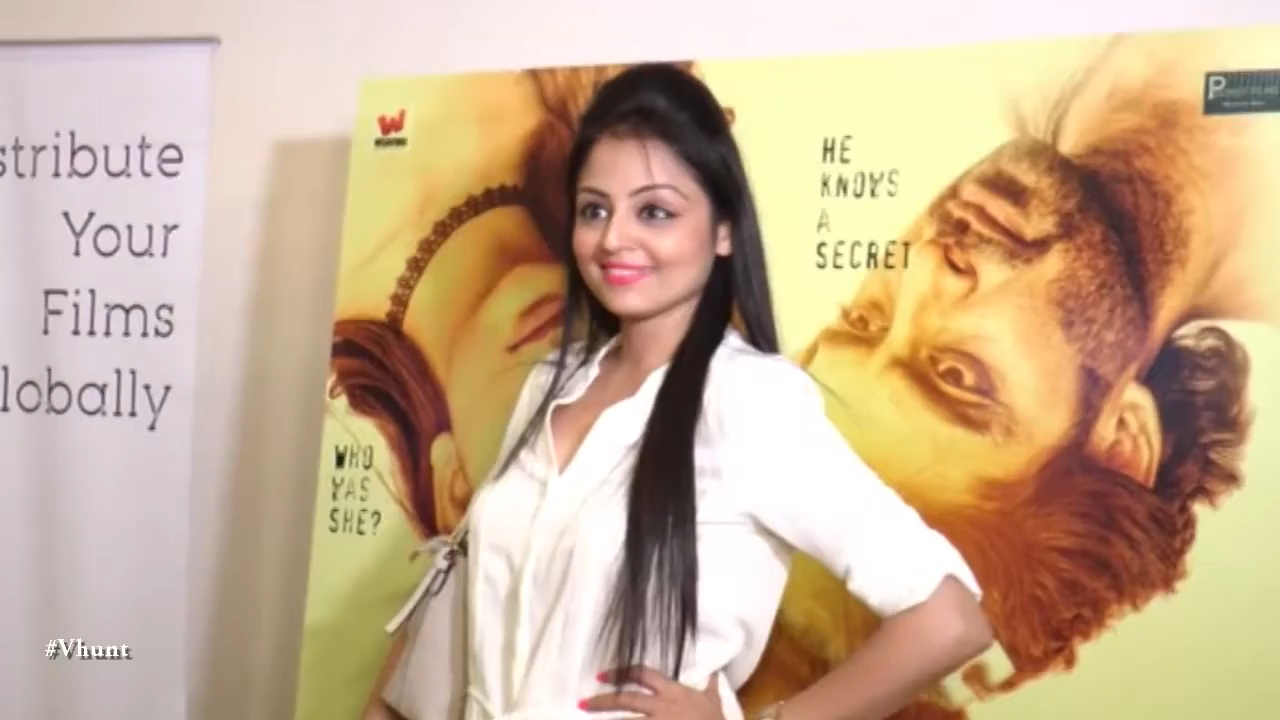 stribute
Your
Films
lobally
HE
KNOWS
A
SECRET
WHO
WAS
SHE?
#Vhunt